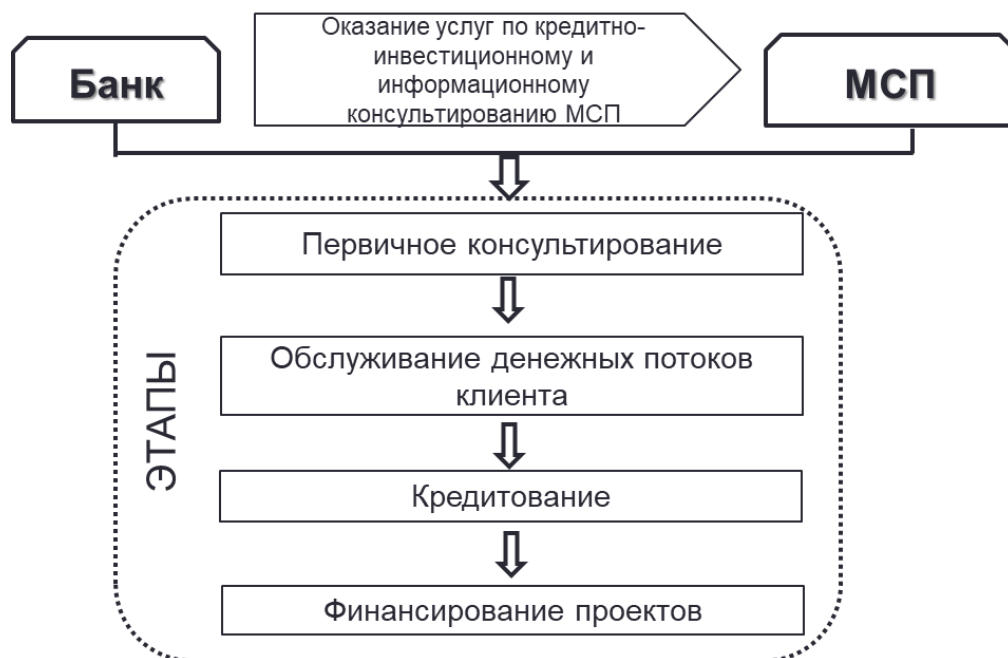 Банк
Оказание услуг по кредитно-
инвестиционному и
информационному
консультированию МСП
МСП
ЭТАПЫ
Первичное консультирование
Обслуживание денежных потоков
клиента
Кредитование
Финансирование проектов